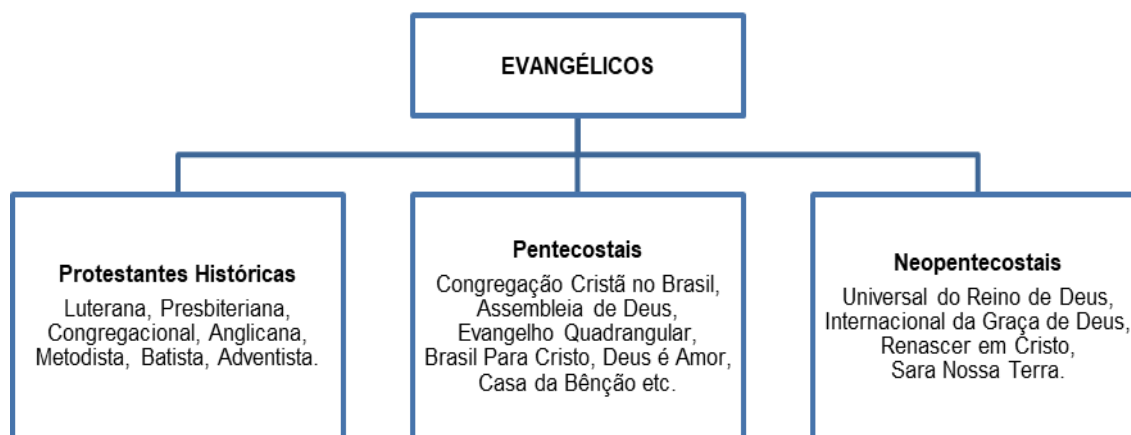 EVANGÉLICOS
Protestantes Históricas
Luterana, Presbiteriana,
Congregacional, Anglicana,
Metodista, Batista, Adventista.
Pentecostais
Congregação Cristã no Brasil,
Assembleia de Deus,
Evangelho Quadrangular,
Brasil Para Cristo, Deus é Amor,
Casa da Bênção etc.
Neopentecostais
Universal do Reino de Deus,
Internacional da Graça de Deus,
Renascer em Cristo,
Sara Nossa Terra.